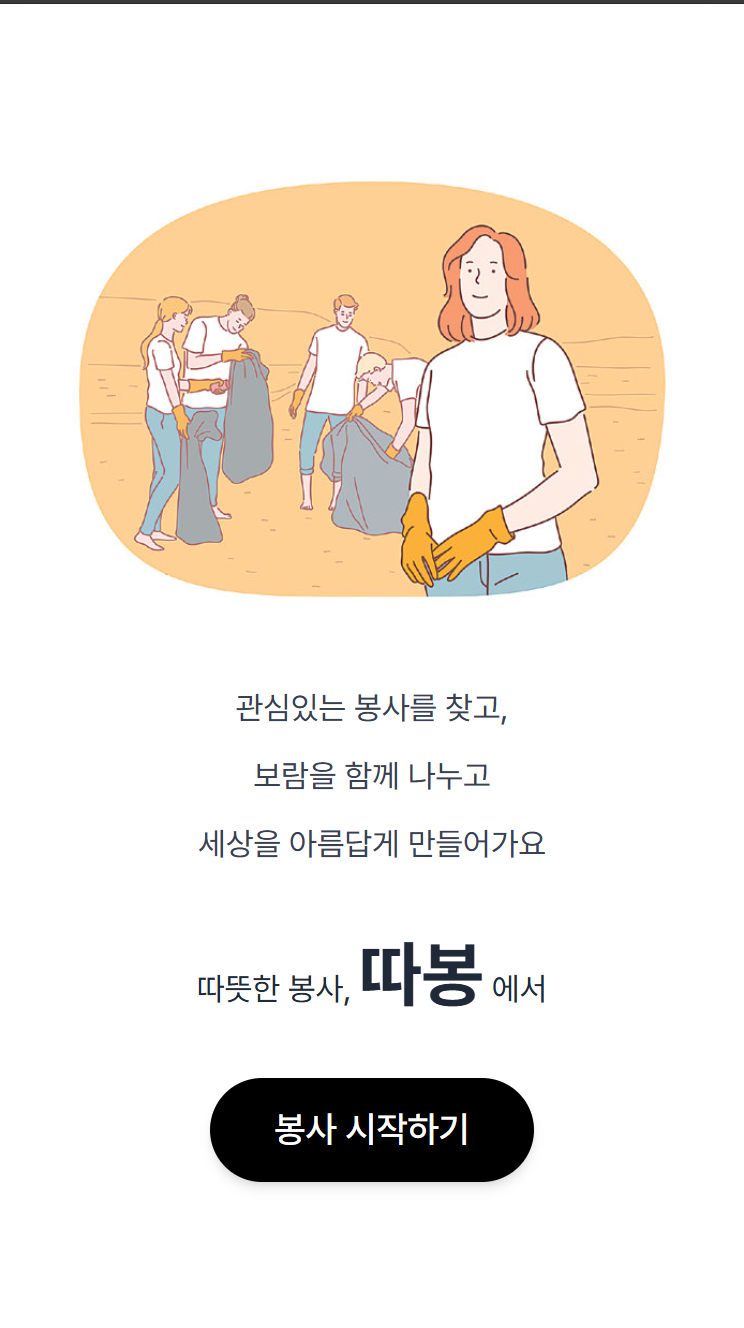 관심있는 봉사를 찾고,
보람을 함께 나누고
세상을 아름답게 만들어가요
따뜻한 봉사, 따봉 에서
봉사 시작하기